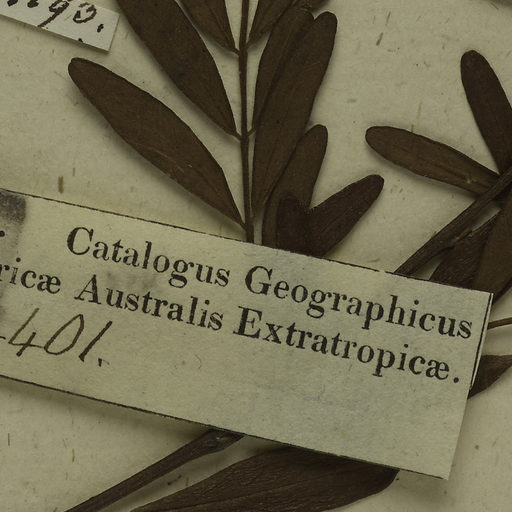 Catalogus Geographicus
ricæ Australis Extratropicæ.
401.